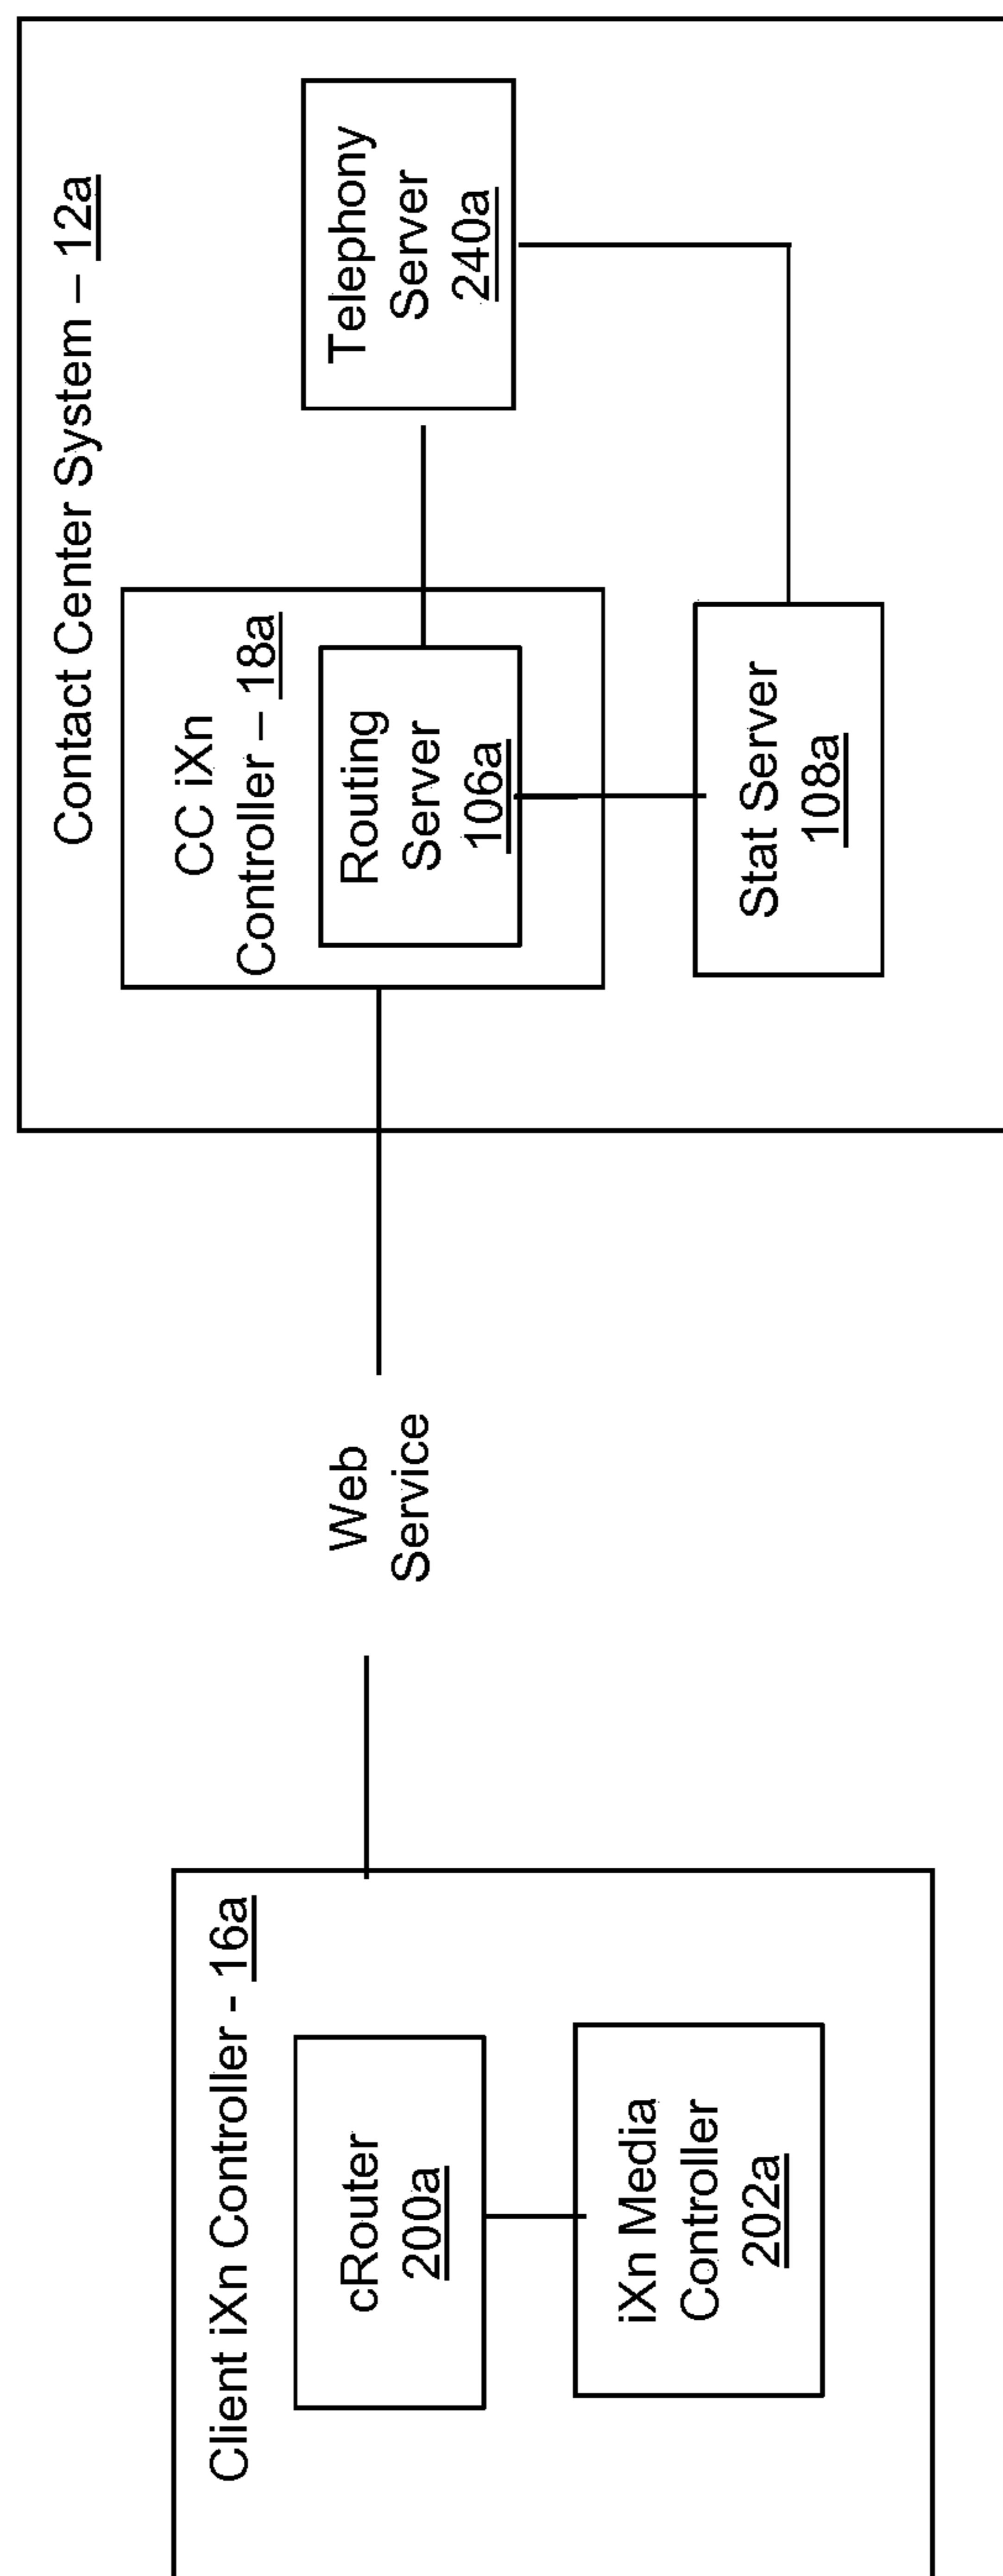 Client iXn Controller - 16a
cRouter
200a
iXn Media
Controller
202a
Web
Service
Contact Center System – 12a
CC iXn
Controller – 18a
Routing
Server
106a
Telephony
Server
240a
Stat Server
108a